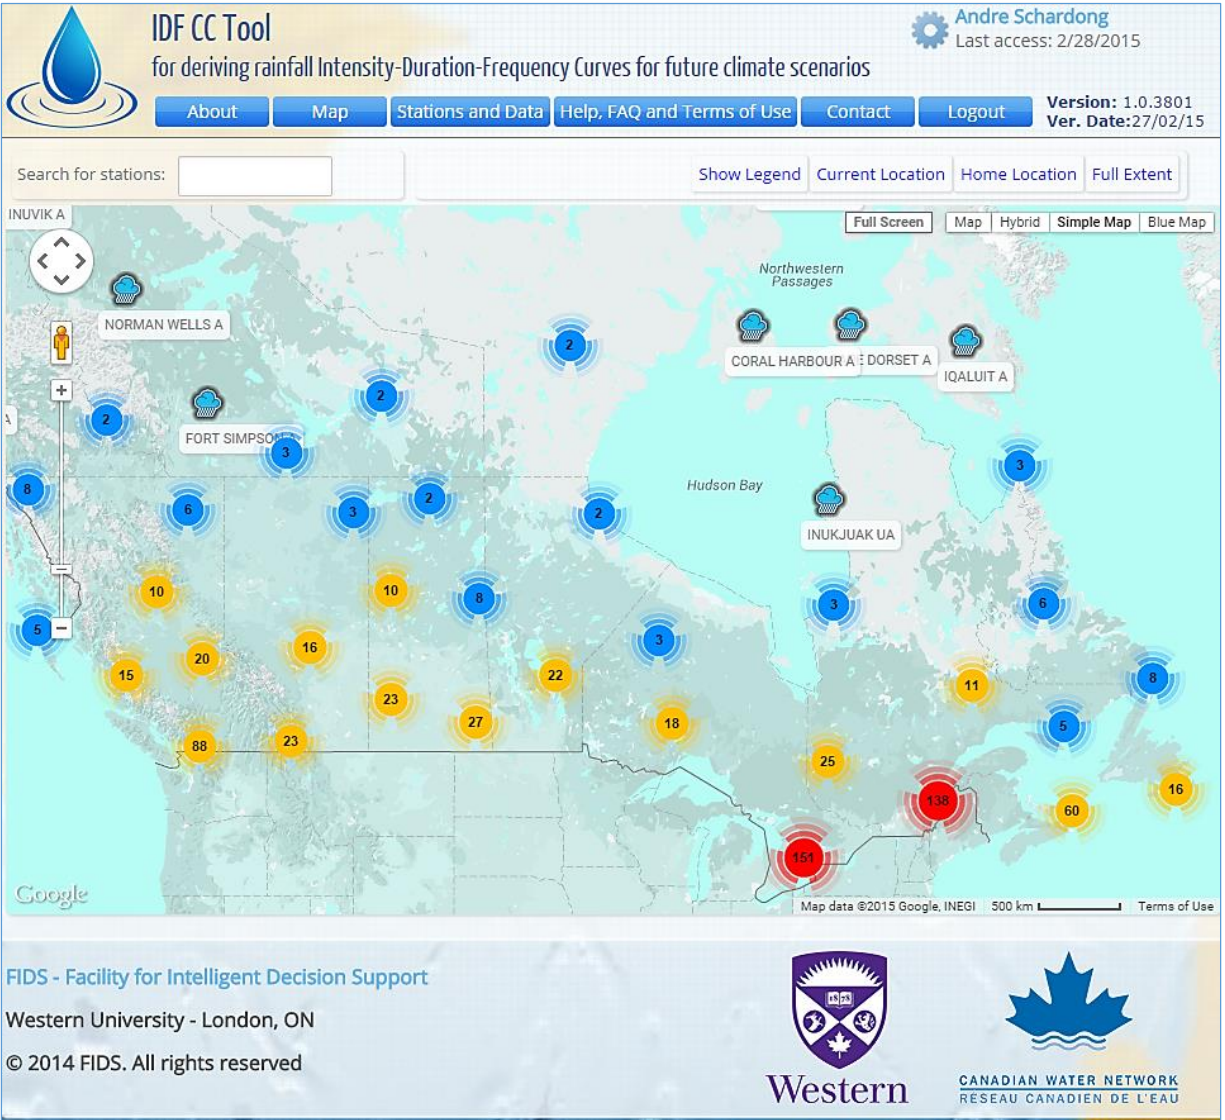 IDF CC Tool
for deriving rainfall Intensity-Duration-Frequency Curves for future climate scenarios
Andre Schardong
Last access: 2/28/2015
About
Map
Stations and Data
Help, FAQ and Terms of Use
Contact
Logout
Version: 1.0.3801
Ver. Date:27/02/15
Search for stations:
Show Legend
Current Location
Home Location
Full Extent
INUVIK A
Full Screen
Map
Hybrid
Simple Map
Blue Map
Northwestern
Passages
NORMAN WELLS A
CORAL HARBOUR A
DORSET A
IQALUIT A
2
2
2
A
FORT SIMPSON
3
3
8
6
3
2
2
Hudson Bay
INUKJUAK UA
10
10
8
3
6
5
3
15
20
16
22
11
8
23
27
18
5
88
23
25
16
138
60
151
Google
Map data ©2015 Google, INEGI
500 km
Terms of Use
FIDS - Facility for Intelligent Decision Support
Western University - London, ON
© 2014 FIDS. All rights reserved
18 78
Western
CANADIAN WATER NETWORK
RÉSEAU CANADIEN DE L'EAU